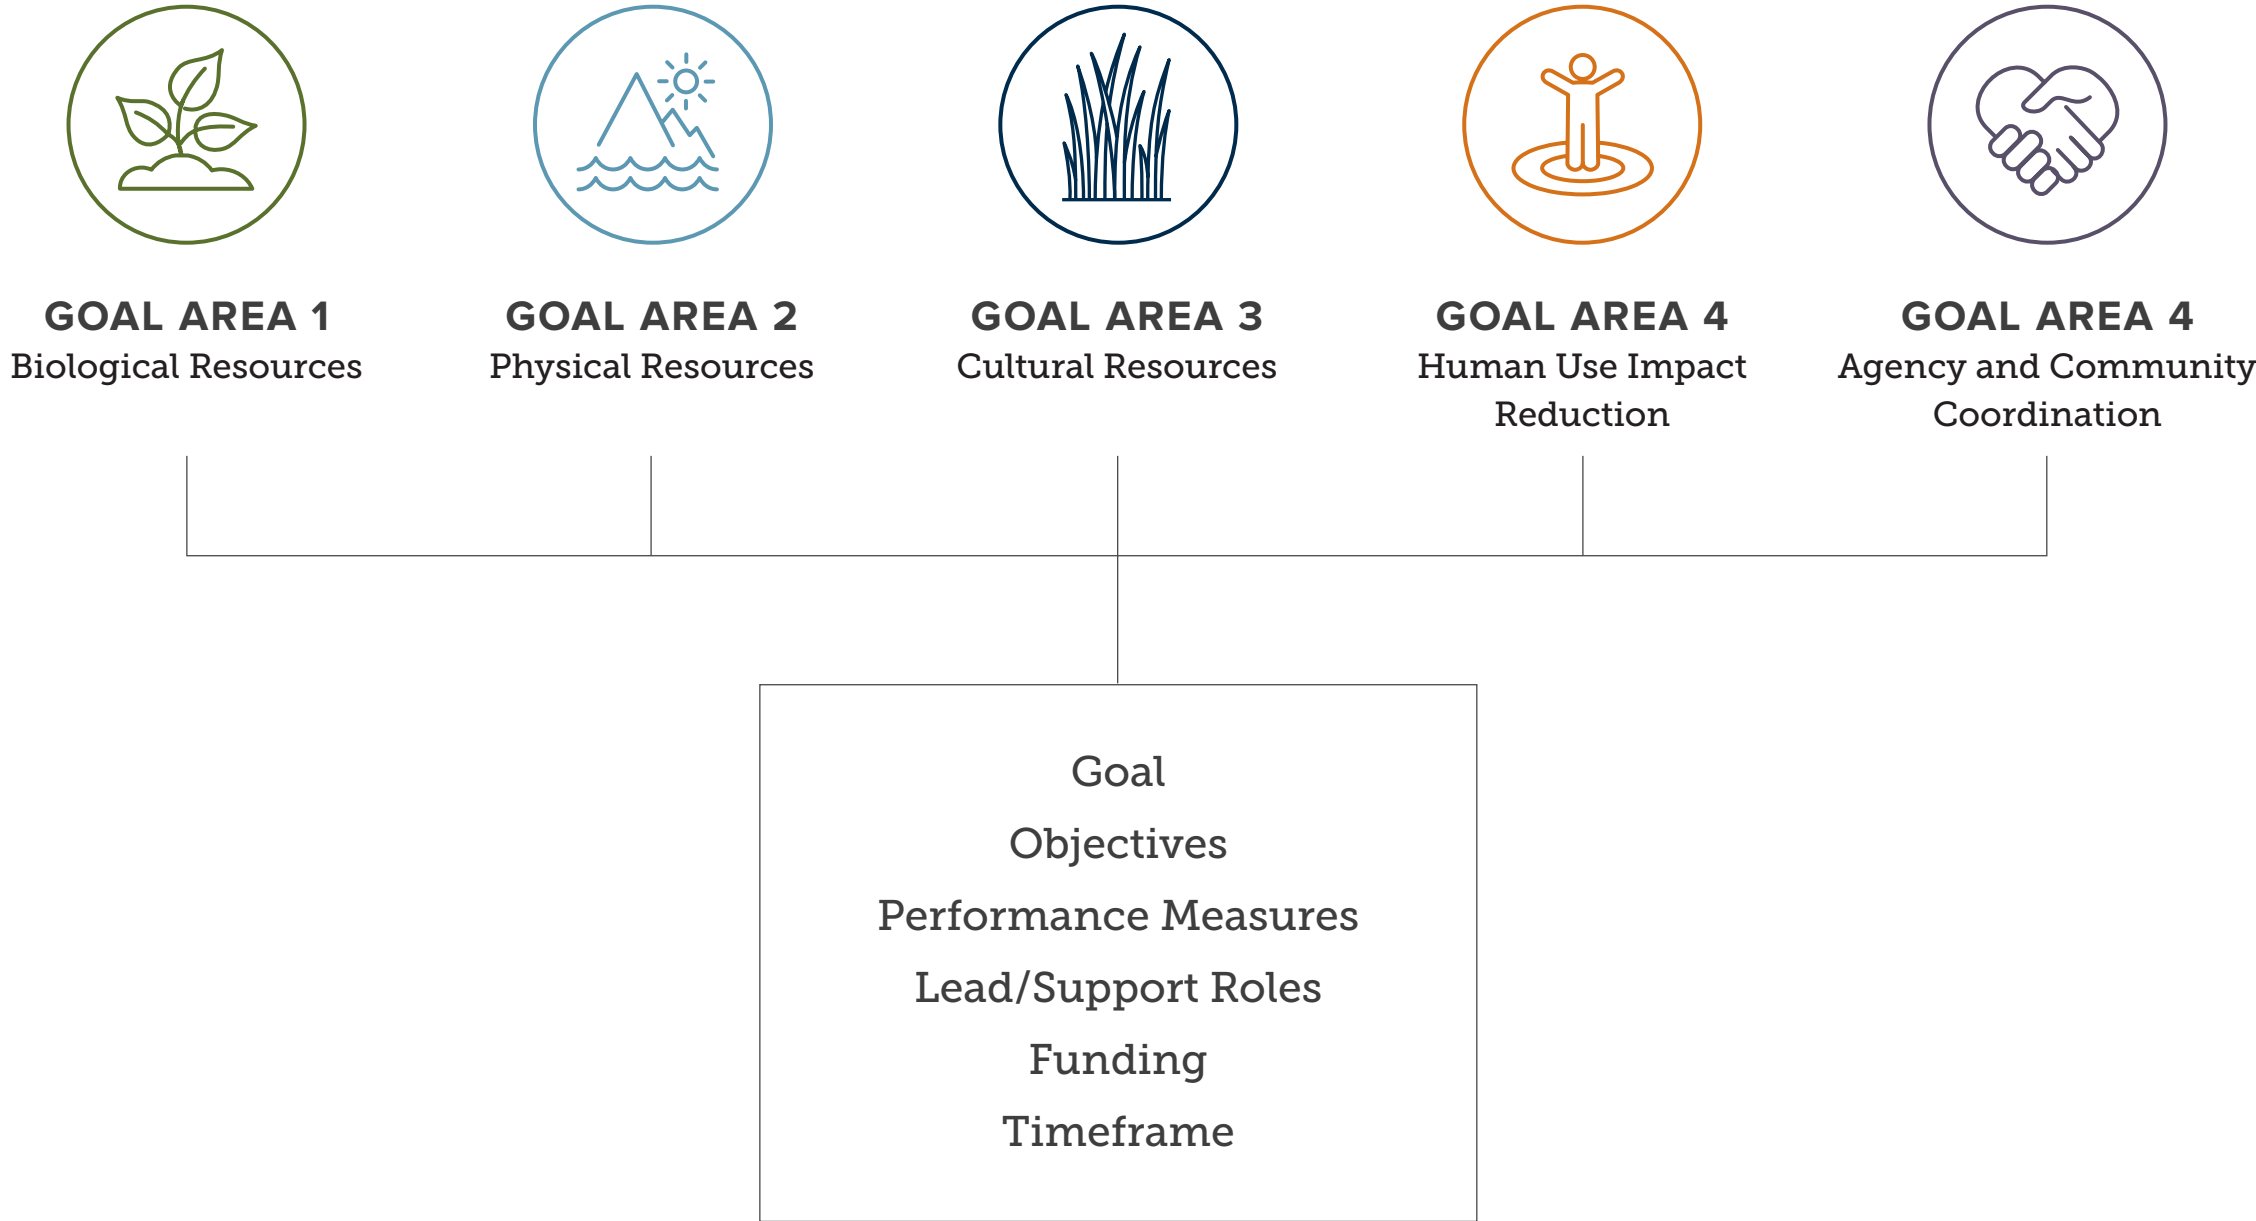 GOAL AREA 1
Biological Resources
GOAL AREA 2
Physical Resources
GOAL AREA 3
Cultural Resources
GOAL AREA 4
Human Use Impact
Reduction
GOAL AREA 4
Agency and Community
Coordination
Goal
Objectives
Performance Measures
Lead/Support Roles
Funding
Timeframe